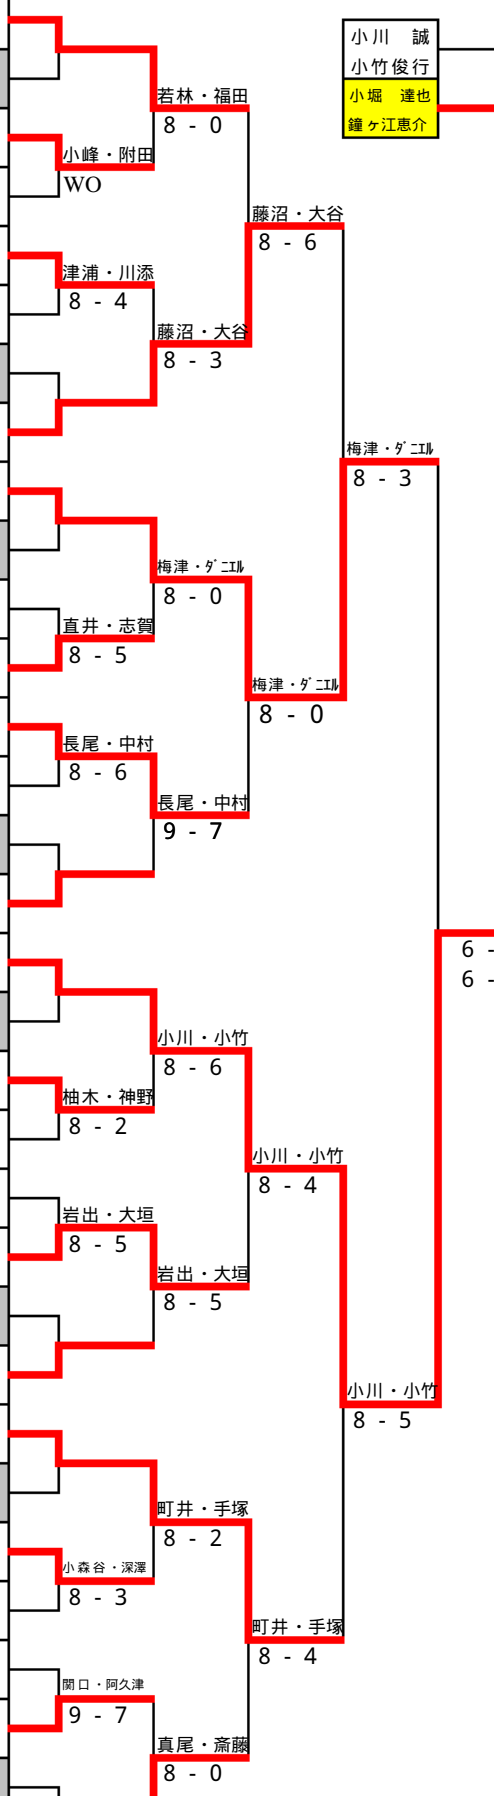 小川　誠
小竹俊行
小堀　達也
鐘ヶ江恵介
若林・福田
8 - 0
小峰・附田
WO
藤沼・大谷
8 - 6
津浦・川添
8 - 4
藤沼・大谷
8 - 3
梅津・ﾀﾞﾆｴﾙ
8 - 3
梅津・ﾀﾞﾆｴﾙ
8 - 0
直井・志賀
8 - 5
梅津・ﾀﾞﾆｴﾙ
8 - 0
長尾・中村
8 - 6
長尾・中村
9 - 7
6 -
6 -
小川・小竹
8 - 6
柚木・神野
8 - 2
小川・小竹
8 - 4
岩出・大垣
8 - 5
岩出・大垣
8 - 5
小川・小竹
8 - 5
町井・手塚
8 - 2
小森谷・深澤
8 - 3
町井・手塚
8 - 4
関口・阿久津
9 - 7
真尾・斎藤
8 - 0